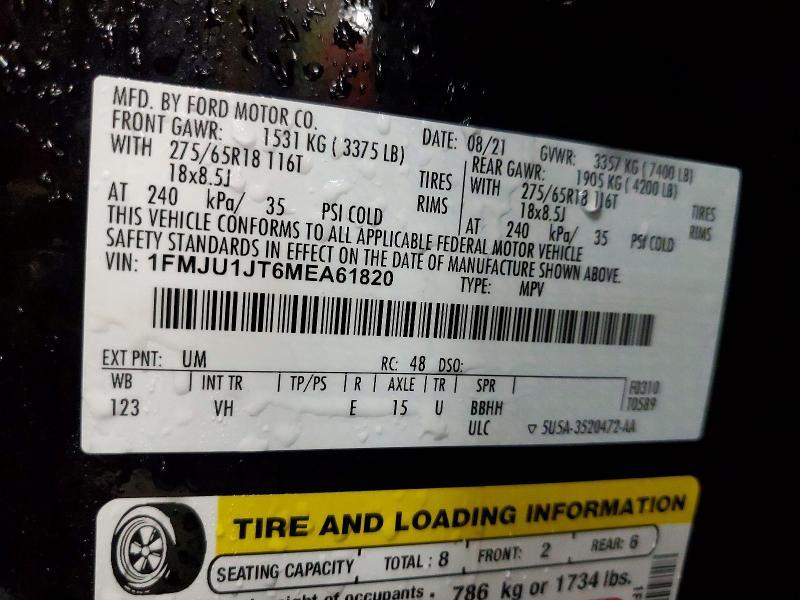 MFD. BY FORD MOTOR CO.
DATE: 08/21 GVWR: 3357 KG ( 7400 LB)
FRONT GAWR: 1531 KG ( 3375 LB)
REAR GAWR: 1905 KG ( 4200 LB)
WITH 275/65R18 116T TIRES
WITH 275/65R18 116T TIRES
18x8.5J RIMS
18x8.5J RIMS
AT 240 kPa/ 35 PSI COLD
AT 240 kPa/ 35 PSI COLD
THIS VEHICLE CONFORMS TO ALL APPLICABLE FEDERAL MOTOR VEHICLE
SAFETY STANDARDS IN EFFECT ON THE DATE OF MANUFACTURE SHOWN ABOVE.
VIN: 1FMJU1JT6MEA61820
TYPE: MPV
EXT PNT: UM RC: 48 DSO:
WB INT TR TP/PS R AXLE TR SPR F0310
123 VH E 15 U BBHH T0589
ULC ▽ 5U5A-3520472-AA
TIRE AND LOADING INFORMATION
SEATING CAPACITY TOTAL : 8 FRONT: 2 REAR: 6
of occupants . 786 kg or 1734 lbs.